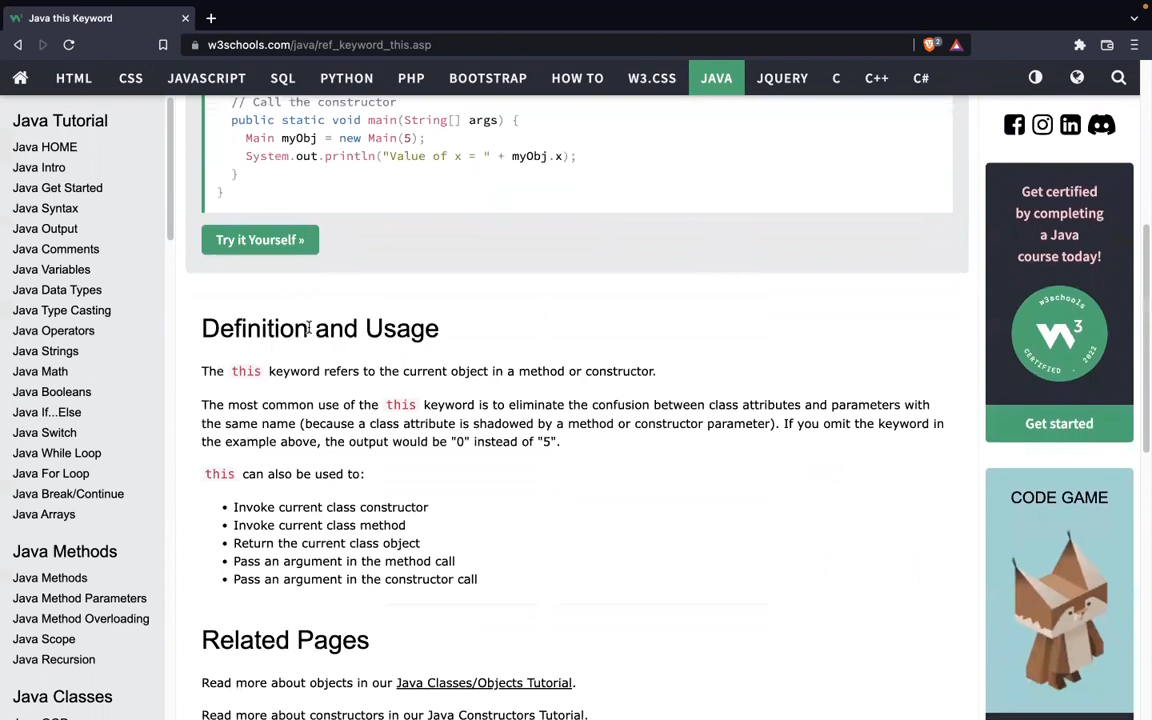 Java this Keyword
w3schools.com/java/ref_keyword_this.asp
2
HTML CSS JAVASCRIPT SQL PYTHON PHP BOOTSTRAP HOW TO W3.CSS JAVA JQUERY C C++ C#
Java Tutorial
Java HOME
Java Intro
Java Get Started
Java Syntax
Java Output
Java Comments
Java Variables
Java Data Types
Java Type Casting
Java Operators
Java Strings
Java Math
Java Booleans
Java If...Else
Java Switch
Java While Loop
Java For Loop
Java Break/Continue
Java Arrays
Java Methods
Java Methods
Java Method Parameters
Java Method Overloading
Java Scope
Java Recursion
Java Classes
// Call the constructor
public static void main(String[] args) {
Main myObj = new Main(5);
System.out.println("Value of x = " + myObj.x);
}
}
Try it Yourself »
Definition and Usage
The this keyword refers to the current object in a method or constructor.
The most common use of the this keyword is to eliminate the confusion between class attributes and parameters with
the same name (because a class attribute is shadowed by a method or constructor parameter). If you omit the keyword in
the example above, the output would be "0" instead of "5".
this can also be used to:
• Invoke current class constructor
• Invoke current class method
• Return the current class object
• Pass an argument in the method call
• Pass an argument in the constructor call
Related Pages
Read more about objects in our Java Classes/Objects Tutorial.
Read more about constructors in our Java Constructors Tutorial.
Get certified
by completing
a Java
course today!
w3schools
W3
CERTIFIED . 2022
Get started
CODE GAME